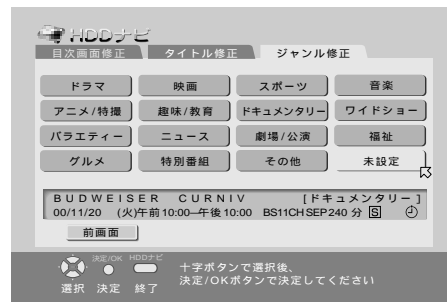 HDDナビ
目次画面修正 タイトル修正 ジャンル修正
ドラマ 映画 スポーツ 音楽
アニメ/特撮 趣味/教育 ドキュメンタリー ワイドショー
バラエティー ニュース 劇場/公演 福祉
グルメ 特別番組 その他 未設定
BUDWEISER CURNIV [ドキュメンタリー]
00/11/20 (火)午前10:00—午後10:00 BS11CH SEP240分 S
前画面
決定/OK HDDナビ
選択 決定 終了
十字ボタンで選択後、
決定/OKボタンで決定してください